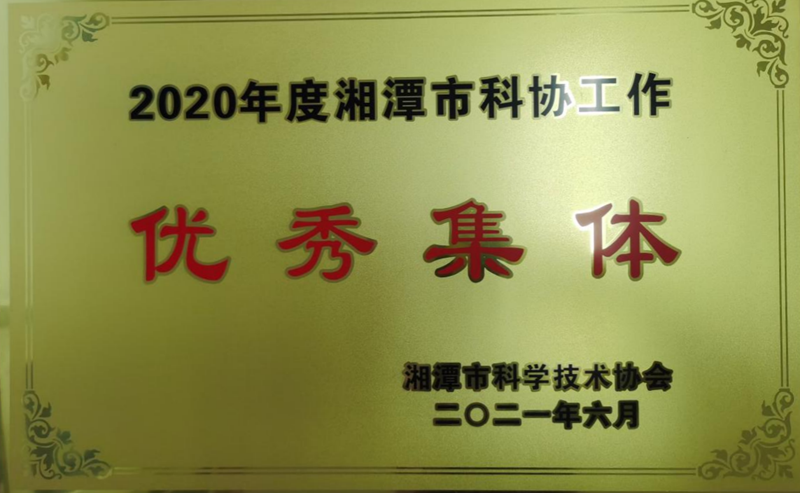 2020年度湘潭市科协工作
优秀集体
湘潭市科学技术协会
二〇二一年六月